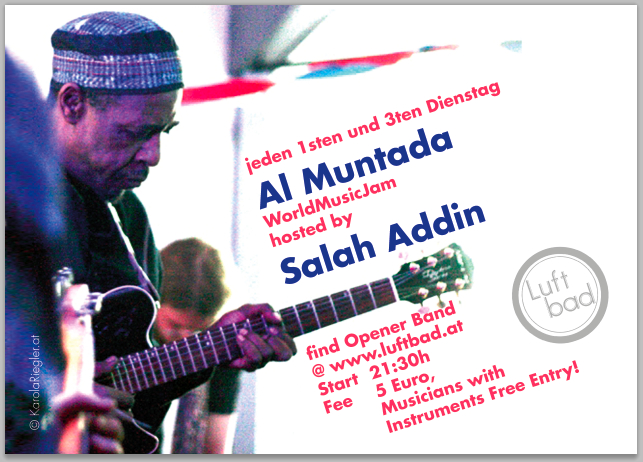 jeden 1sten und 3ten Dienstag
Al Muntada
WorldMusicJam
hosted by
Salah Addin
Luft
bad
find Opener Band
@ www.luftbad.at
Start 21:30h
Fee 5 Euro,
Musicians with
Instruments Free Entry!
© KarolaRiegler.at